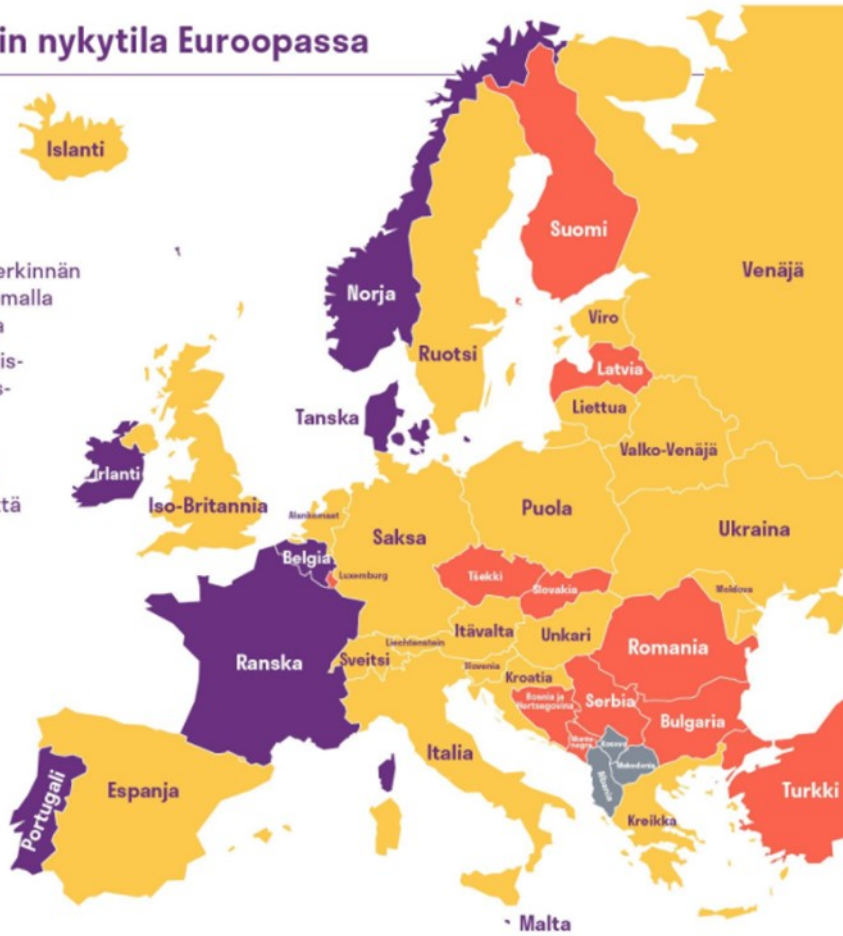 in nykytila Euroopassa
Islanti
erkinnän
malla
a
is-
s-
ttä
Suomi
Venäjä
Norja
Viro
Ruotsi
Latvia
Liettua
Tanska
Valko-Venäjä
Irlanti
Iso-Britannia
Alankomaat
Puola
Ukraina
Saksa
Belgia
Luxemburg
Tšekki
Slovakia
Moldova
Itävalta
Unkari
Liechtenstein
Romania
Ranska
Sveitsi
Slovenia
Kroatia
Bosnia ja
Hertsegovina
Serbia
Bulgaria
Monte-
negro
Kosovo
Italia
Makedonia
Albania
Espanja
Portugali
Turkki
Kreikka
Malta